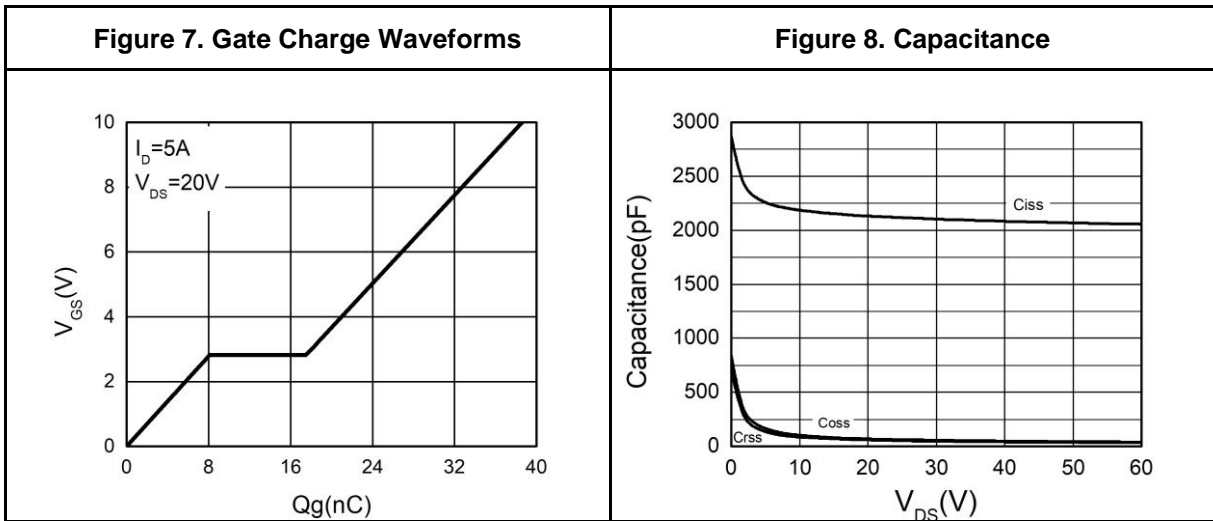 Figure 7. Gate Charge Waveforms
Figure 8. Capacitance
10
8
6
4
2
0
I_D=5A
V_DS=20V
V_GS(V)
0 8 16 24 32 40
Qg(nC)
3000
2500
2000
1500
1000
500
0
Capacitance(pF)
Ciss
Coss
Crss
0 10 20 30 40 50 60
V_DS(V)